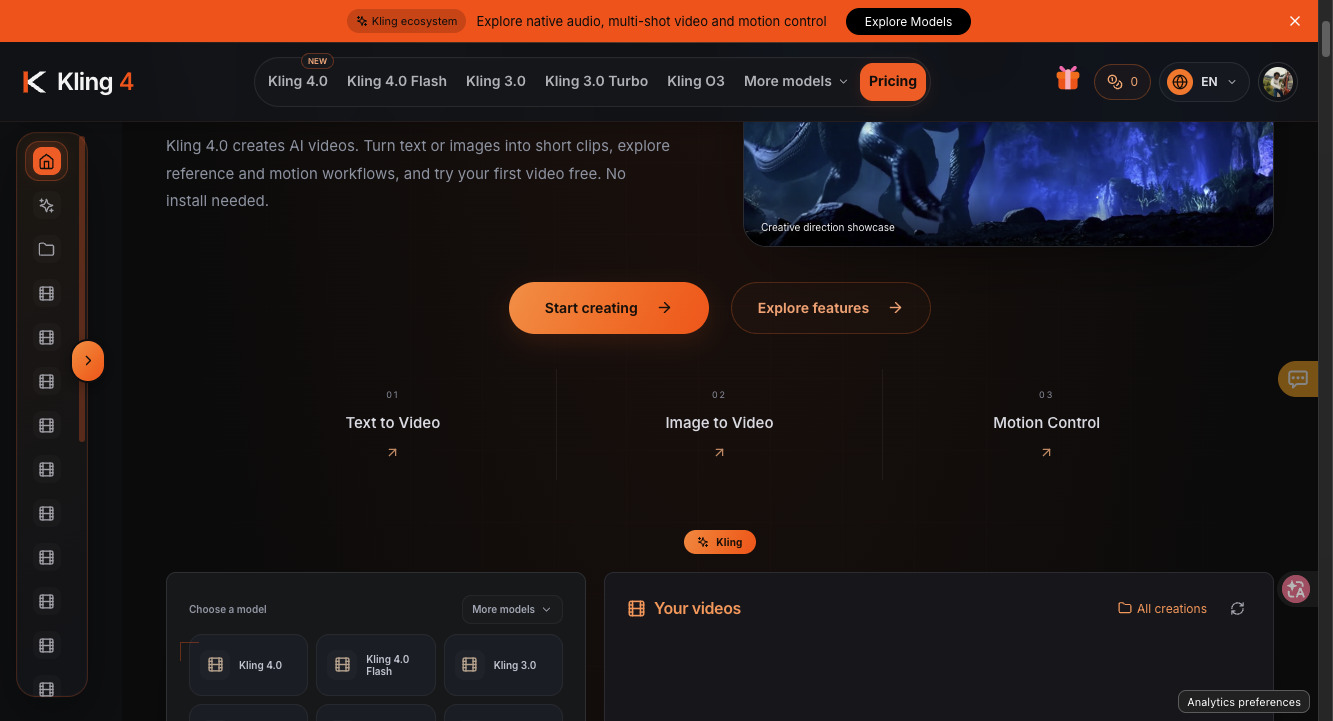 Kling ecosystem
Explore native audio, multi-shot video and motion control
Explore Models
Kling 4
NEW
Kling 4.0
Kling 4.0 Flash
Kling 3.0
Kling 3.0 Turbo
Kling O3
More models
Pricing
0
EN
Kling 4.0 creates AI videos. Turn text or images into short clips, explore
reference and motion workflows, and try your first video free. No
install needed.
Creative direction showcase
Start creating
Explore features
01
Text to Video
02
Image to Video
03
Motion Control
Kling
Choose a model
More models
Kling 4.0
Kling 4.0
Flash
Kling 3.0
Your videos
All creations
Analytics preferences